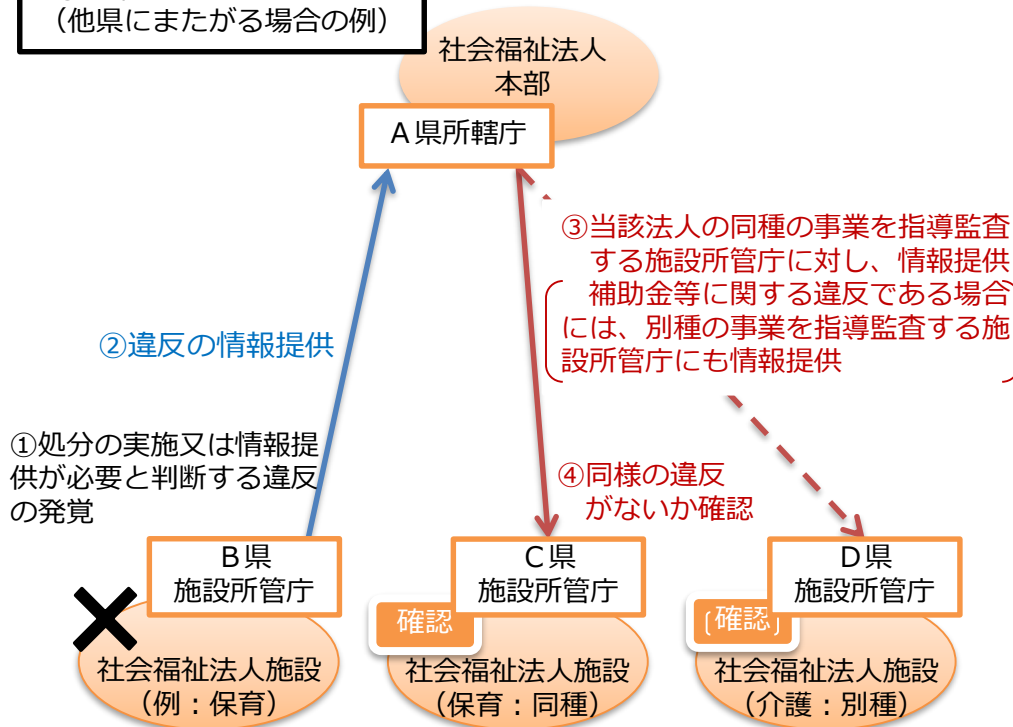 （他県にまたがる場合の例）
社会福祉法人
本部
Ａ県所轄庁
③当該法人の同種の事業を指導監査
する施設所管庁に対し、情報提供
補助金等に関する違反である場合
には、別種の事業を指導監査する施
設所管庁にも情報提供
②違反の情報提供
①処分の実施又は情報提
供が必要と判断する違反
の発覚
④同様の違反
がないか確認
Ｂ県
施設所管庁
Ｃ県
施設所管庁
Ｄ県
施設所管庁
確認
〔確認〕
社会福祉法人施設
（例：保育）
社会福祉法人施設
（保育：同種）
社会福祉法人施設
（介護：別種）